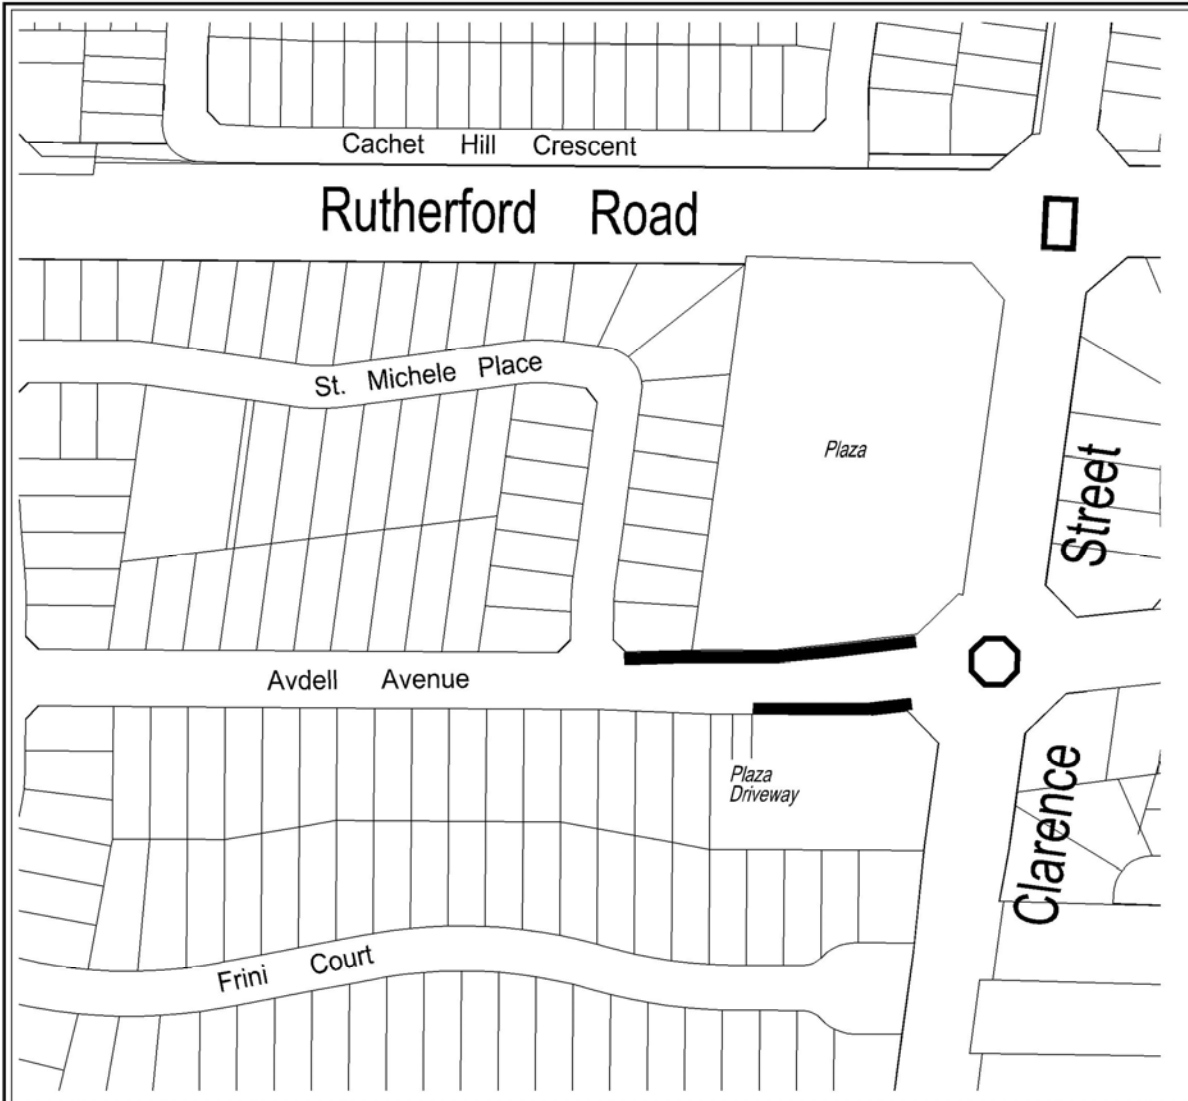 Cachet Hill Crescent
Rutherford Road
St. Michele Place
Plaza
Street
Avdell Avenue
Plaza
Driveway
Clarence
Frini Court